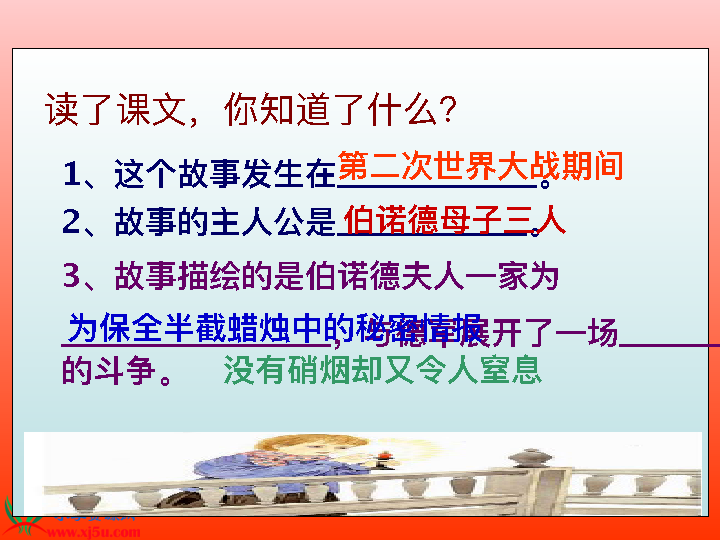 读了课文，你知道了什么？
1、这个故事发生在第二次世界大战期间。
2、故事的主人公是伯诺德母子三人。
3、故事描绘的是伯诺德夫人一家为
为保全半截蜡烛中的秘密情报，与德军展开了一场
的斗争。 没有硝烟却又令人窒息
www.xj5u.com